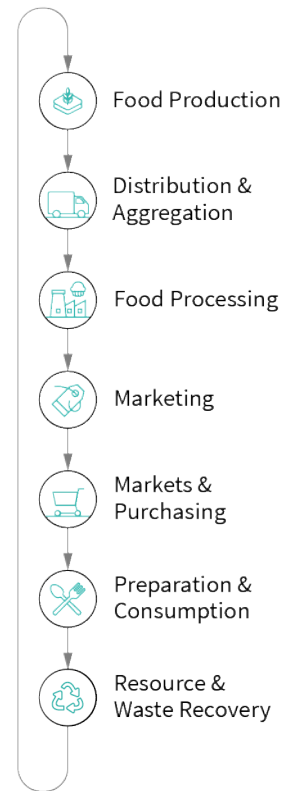 Food Production
Distribution &
Aggregation
Food Processing
Marketing
Markets &
Purchasing
Preparation &
Consumption
Resource &
Waste Recovery